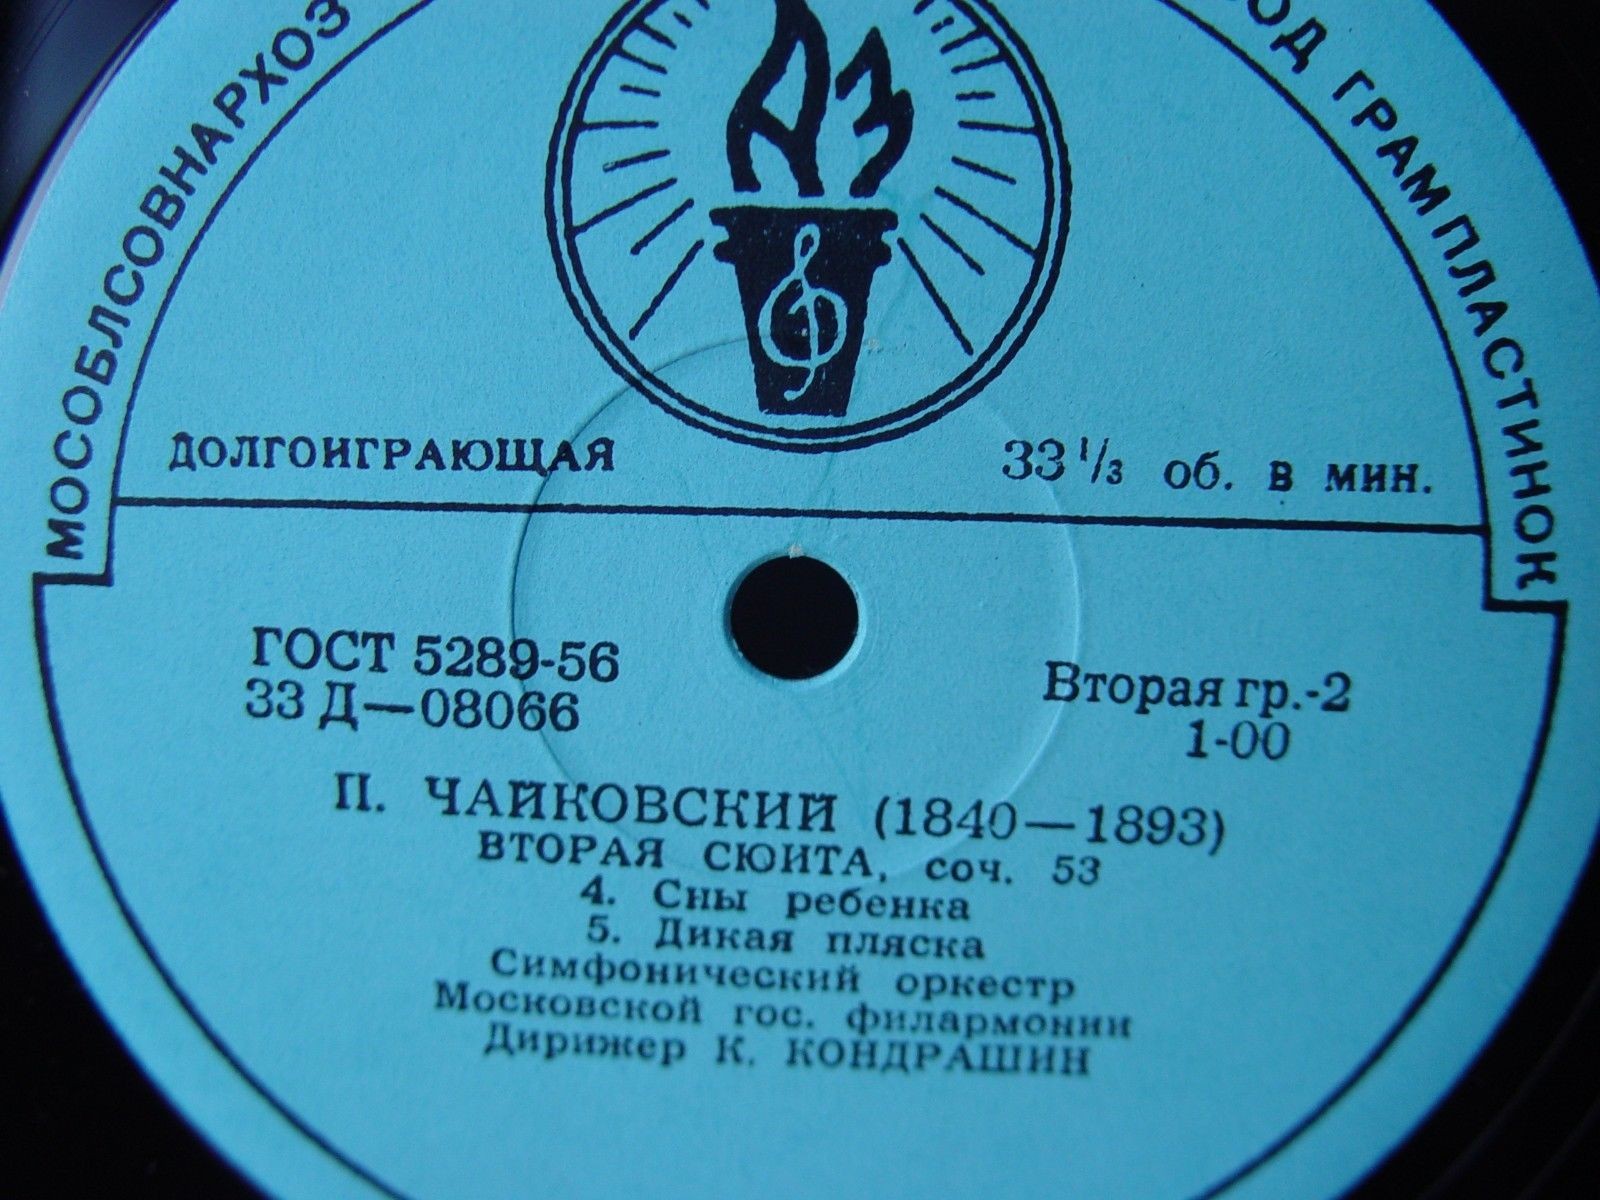 МОСОБЛСОВНАРХОЗ
ГРАМПЛАСТИНОК
АЗ
ДОЛГОИГРАЮЩАЯ 33 1/3 об. в мин.
ГОСТ 5289-56 Вторая гр.-2
33 Д—08066 1-00
П. ЧАЙКОВСКИЙ (1840—1893)
ВТОРАЯ СЮИТА, соч. 53
4. Сны ребенка
5. Дикая пляска
Симфонический оркестр
Московской гос. филармонии
Дирижер К. КОНДРАШИН